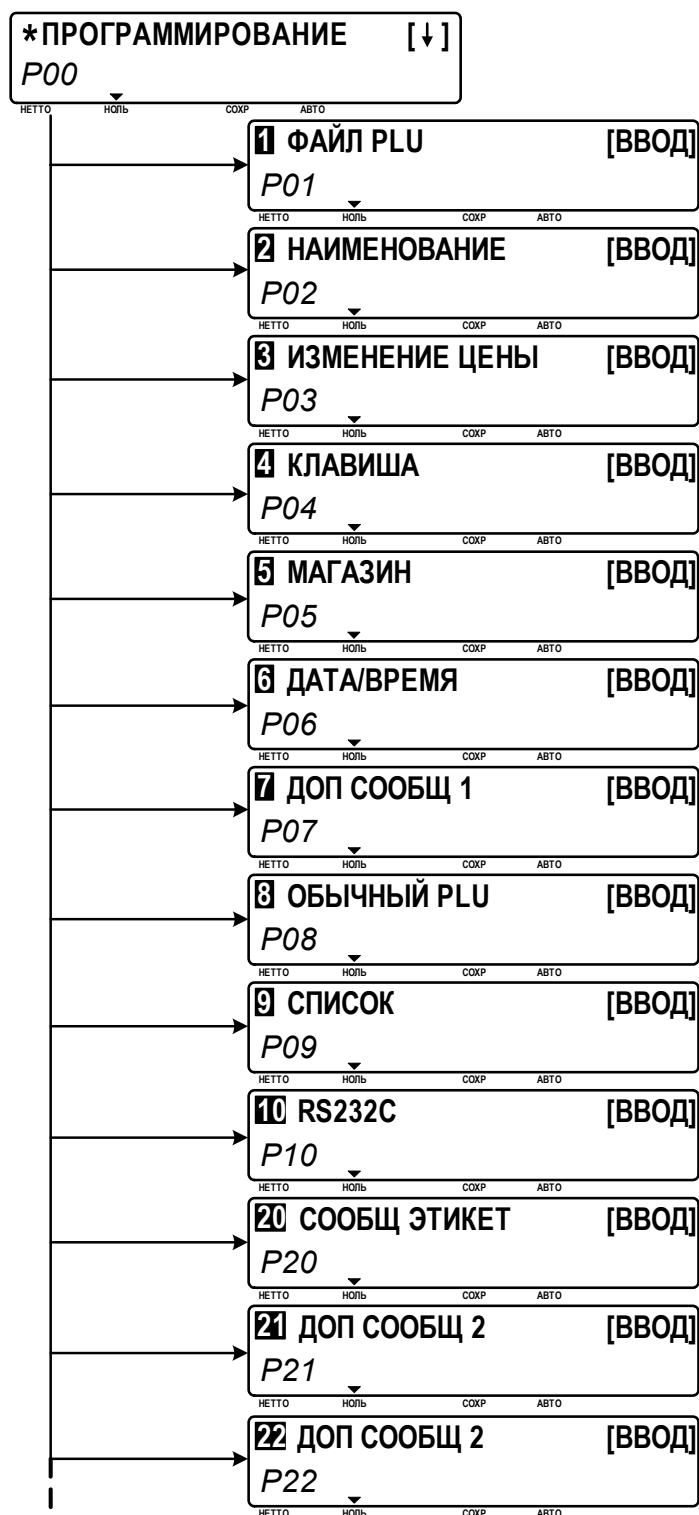 *ПРОГРАММИРОВАНИЕ [↓]
P00
НЕТТО НОЛЬ СОХР АВТО
1 ФАЙЛ PLU [ВВОД]
P01
НЕТТО НОЛЬ СОХР АВТО
2 НАИМЕНОВАНИЕ [ВВОД]
P02
НЕТТО НОЛЬ СОХР АВТО
3 ИЗМЕНЕНИЕ ЦЕНЫ [ВВОД]
P03
НЕТТО НОЛЬ СОХР АВТО
4 КЛАВИША [ВВОД]
P04
НЕТТО НОЛЬ СОХР АВТО
5 МАГАЗИН [ВВОД]
P05
НЕТТО НОЛЬ СОХР АВТО
6 ДАТА/ВРЕМЯ [ВВОД]
P06
НЕТТО НОЛЬ СОХР АВТО
7 ДОП СООБЩ 1 [ВВОД]
P07
НЕТТО НОЛЬ СОХР АВТО
8 ОБЫЧНЫЙ PLU [ВВОД]
P08
НЕТТО НОЛЬ СОХР АВТО
9 СПИСОК [ВВОД]
P09
НЕТТО НОЛЬ СОХР АВТО
10 RS232C [ВВОД]
P10
НЕТТО НОЛЬ СОХР АВТО
20 СООБЩ ЭТИКЕТ [ВВОД]
P20
НЕТТО НОЛЬ СОХР АВТО
21 ДОП СООБЩ 2 [ВВОД]
P21
НЕТТО НОЛЬ СОХР АВТО
22 ДОП СООБЩ 2 [ВВОД]
P22
НЕТТО НОЛЬ СОХР АВТО